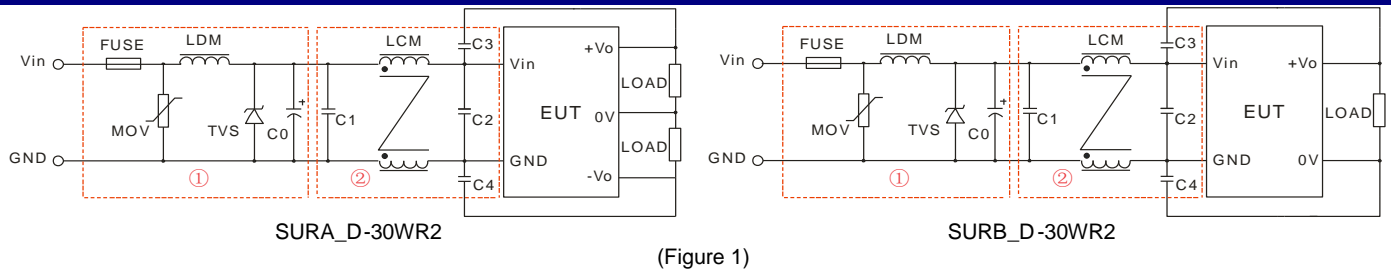 FUSE LDM LCM C3
Vin Vin +Vo
MOV TVS C0 + C1 C2 EUT 0V LOAD
LOAD
GND GND -Vo
① ② C4
SURA_D-30WR2
FUSE LDM LCM C3
Vin Vin +Vo
MOV TVS C0 + C1 C2 EUT LOAD
GND GND 0V
① ② C4
SURB_D-30WR2
(Figure 1)